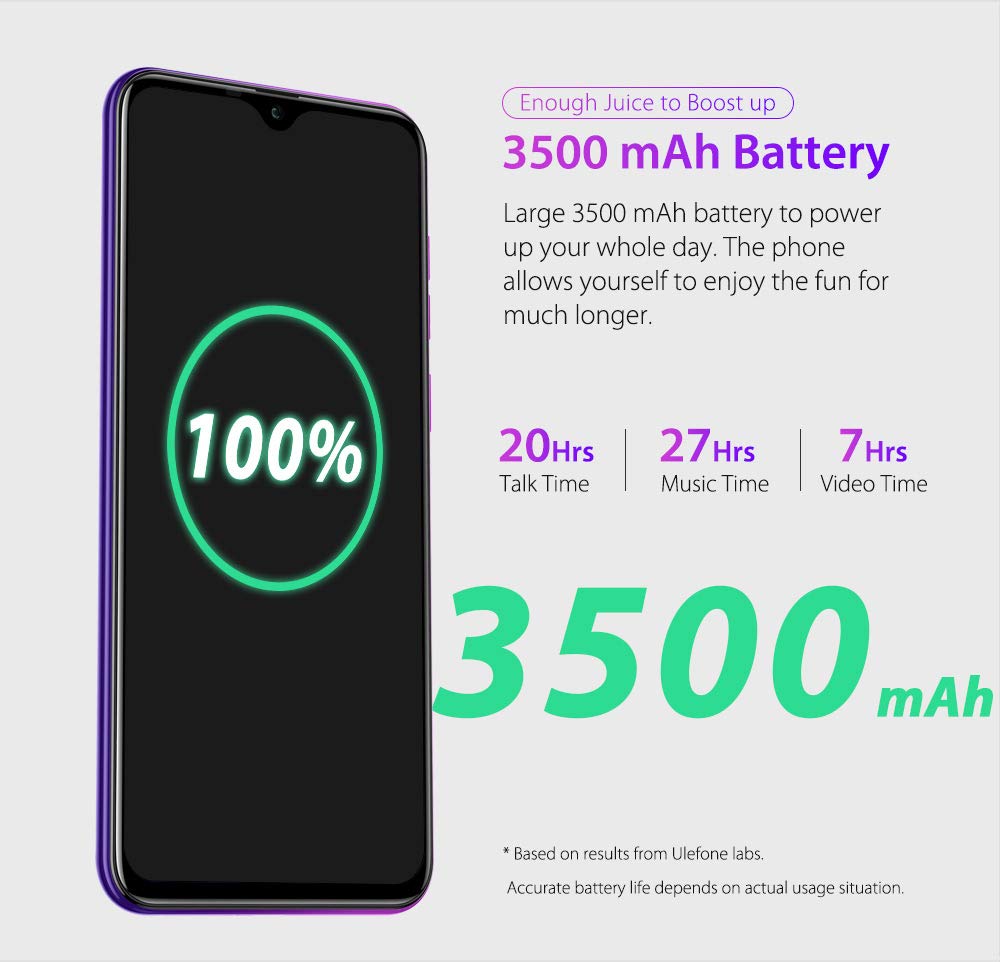 Enough Juice to Boost up
3500 mAh Battery
Large 3500 mAh battery to power
up your whole day. The phone
allows yourself to enjoy the fun for
much longer.
100%
20Hrs
Talk Time
27Hrs
Music Time
7Hrs
Video Time
3500 mAh
* Based on results from Ulefone labs.
Accurate battery life depends on actual usage situation.